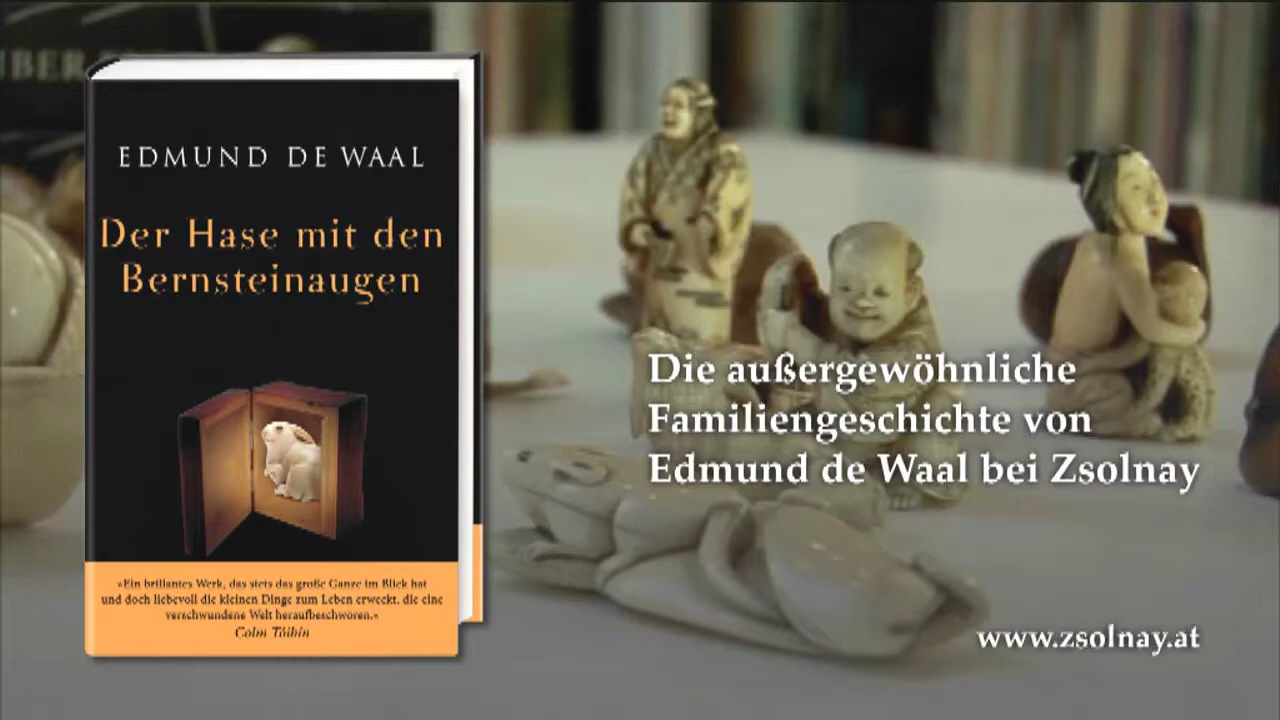 EDMUND DE WAAL
Der Hase mit den
Bernsteinaugen
»Ein brillantes Werk, das stets das große Ganze im Blick hat
und doch liebevoll die kleinen Dinge zum Leben erweckt, die eine
verschwundene Welt heraufbeschworen.«
Colm Tóibín
Die außergewöhnliche
Familiengeschichte von
Edmund de Waal bei Zsolnay
www.zsolnay.at